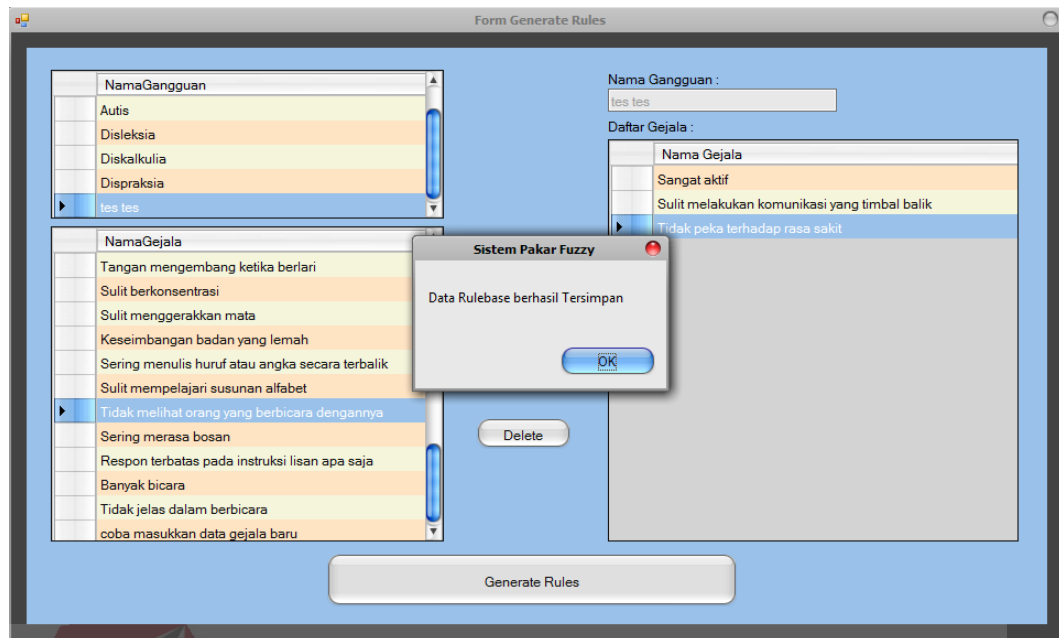 Form Generate Rules
NamaGangguan
Autis
Disleksia
Diskalkulia
Dispraksia
tes tes
NamaGejala
Tangan mengembang ketika berlari
Sulit berkonsentrasi
Sulit menggerakkan mata
Keseimbangan badan yang lemah
Sering menulis huruf atau angka secara terbalik
Sulit mempelajari susunan alfabet
Tidak melihat orang yang berbicara dengannya
Sering merasa bosan
Respon terbatas pada instruksi lisan apa saja
Banyak bicara
Tidak jelas dalam berbicara
coba masukkan data gejala baru
Nama Gangguan :
tes tes
Daftar Gejala :
Nama Gejala
Sangat aktif
Sulit melakukan komunikasi yang timbal balik
Tidak peka terhadap rasa sakit
Sistem Pakar Fuzzy
Data Rulebase berhasil Tersimpan
OK
Delete
Generate Rules